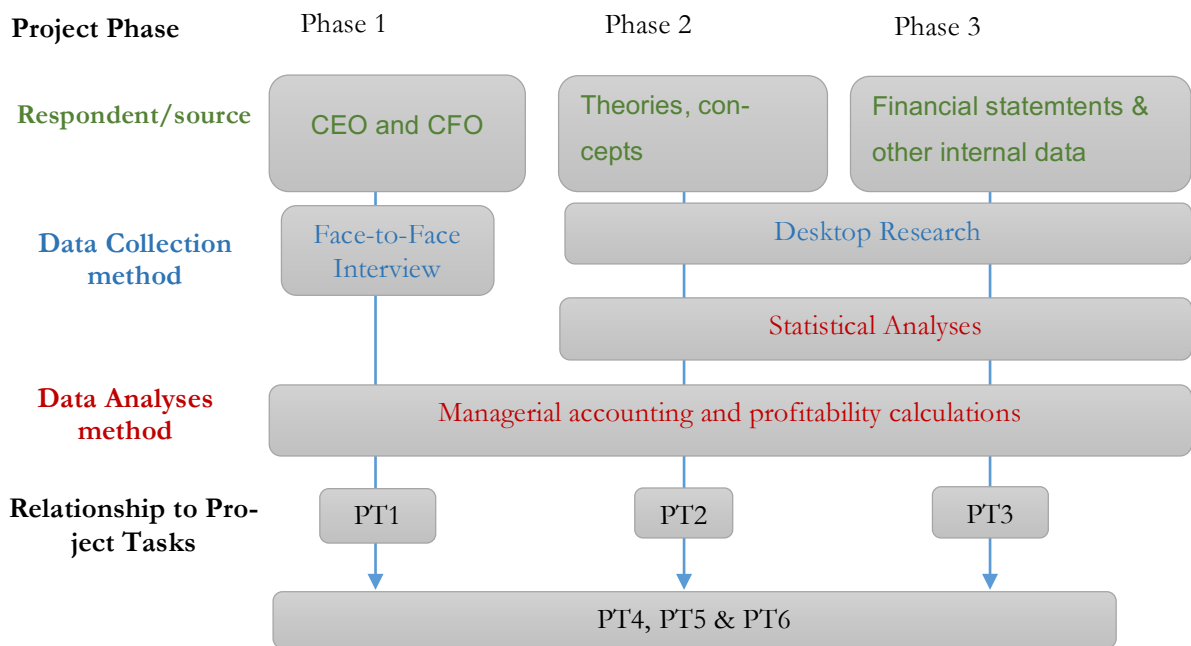 Project Phase
Phase 1
Phase 2
Phase 3
Respondent/source
CEO and CFO
Theories, con-
cepts
Financial statemtents &
other internal data
Data Collection
method
Face-to-Face
Interview
Desktop Research
Statistical Analyses
Data Analyses
method
Managerial accounting and profitability calculations
Relationship to Pro-
ject Tasks
PT1
PT2
PT3
PT4, PT5 & PT6